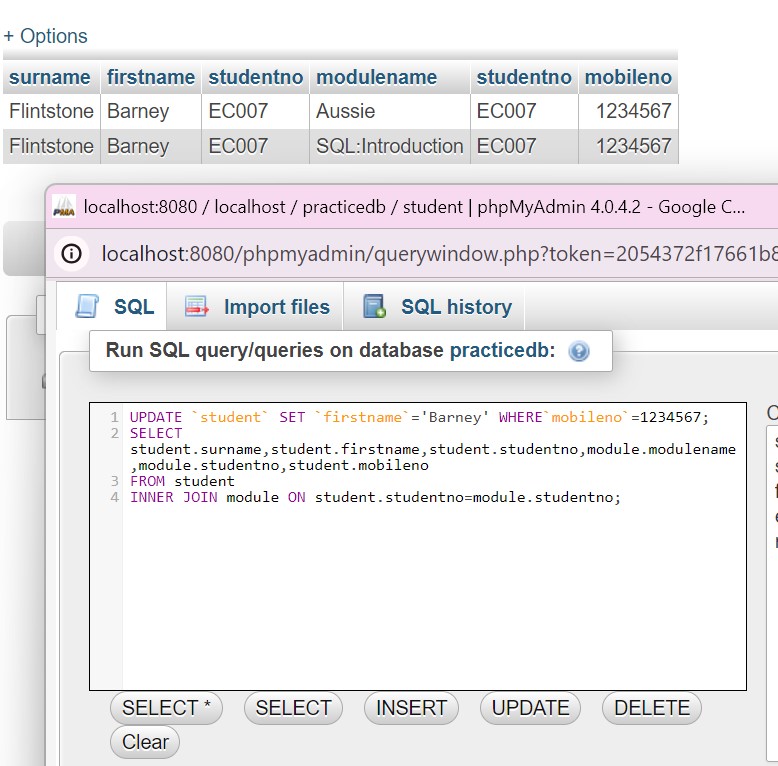 + Options
surname firstname studentno modulename studentno mobileno
Flintstone Barney EC007 Aussie EC007 1234567
Flintstone Barney EC007 SQL:Introduction EC007 1234567
PMA localhost:8080 / localhost / practicedb / student | phpMyAdmin 4.0.4.2 - Google C...
localhost:8080/phpmyadmin/querywindow.php?token=2054372f17661b8
SQL Import files SQL history
Run SQL query/queries on database practicedb:
1 UPDATE `student` SET `firstname`='Barney' WHERE`mobileno`=1234567;
2 SELECT
student.surname,student.firstname,student.studentno,module.modulename
,module.studentno,student.mobileno
3 FROM student
4 INNER JOIN module ON student.studentno=module.studentno;
SELECT * SELECT INSERT UPDATE DELETE
Clear